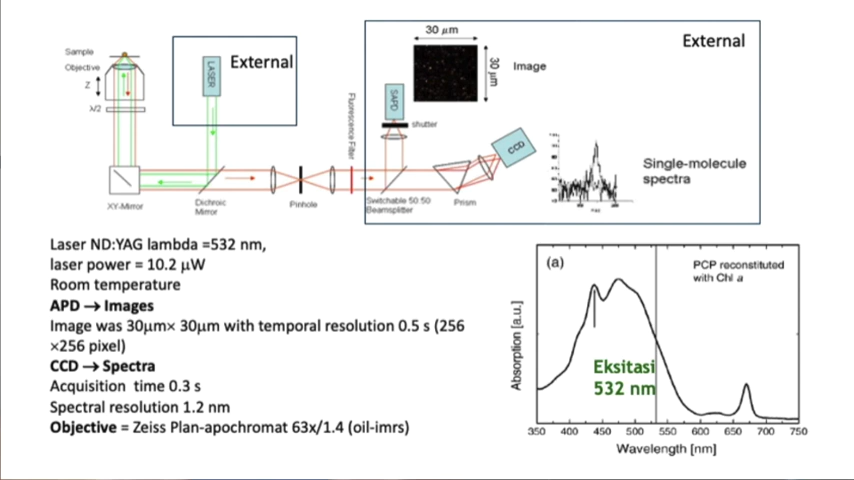 Sample
Objective
Z
λ/2
XY-Mirror
LASER
External
Dichroic
Mirror
Pinhole
Fluorescence Filter
Switchable 50:50
Beamsplitter
SAPD
shutter
30 μm
30 μm
Image
Prism
CCD
External
Single-molecule
spectra
Laser ND:YAG lambda =532 nm,
laser power = 10.2 μW
Room temperature
APD → Images
Image was 30μm× 30μm with temporal resolution 0.5 s (256
×256 pixel)
CCD → Spectra
Acquisition time 0.3 s
Spectral resolution 1.2 nm
Objective = Zeiss Plan-apochromat 63x/1.4 (oil-imrs)
(a)
PCP reconstituted
with Chl a
Absorption [a.u.]
Eksitasi
532 nm
350 400 450 500 550 600 650 700 750
Wavelength [nm]